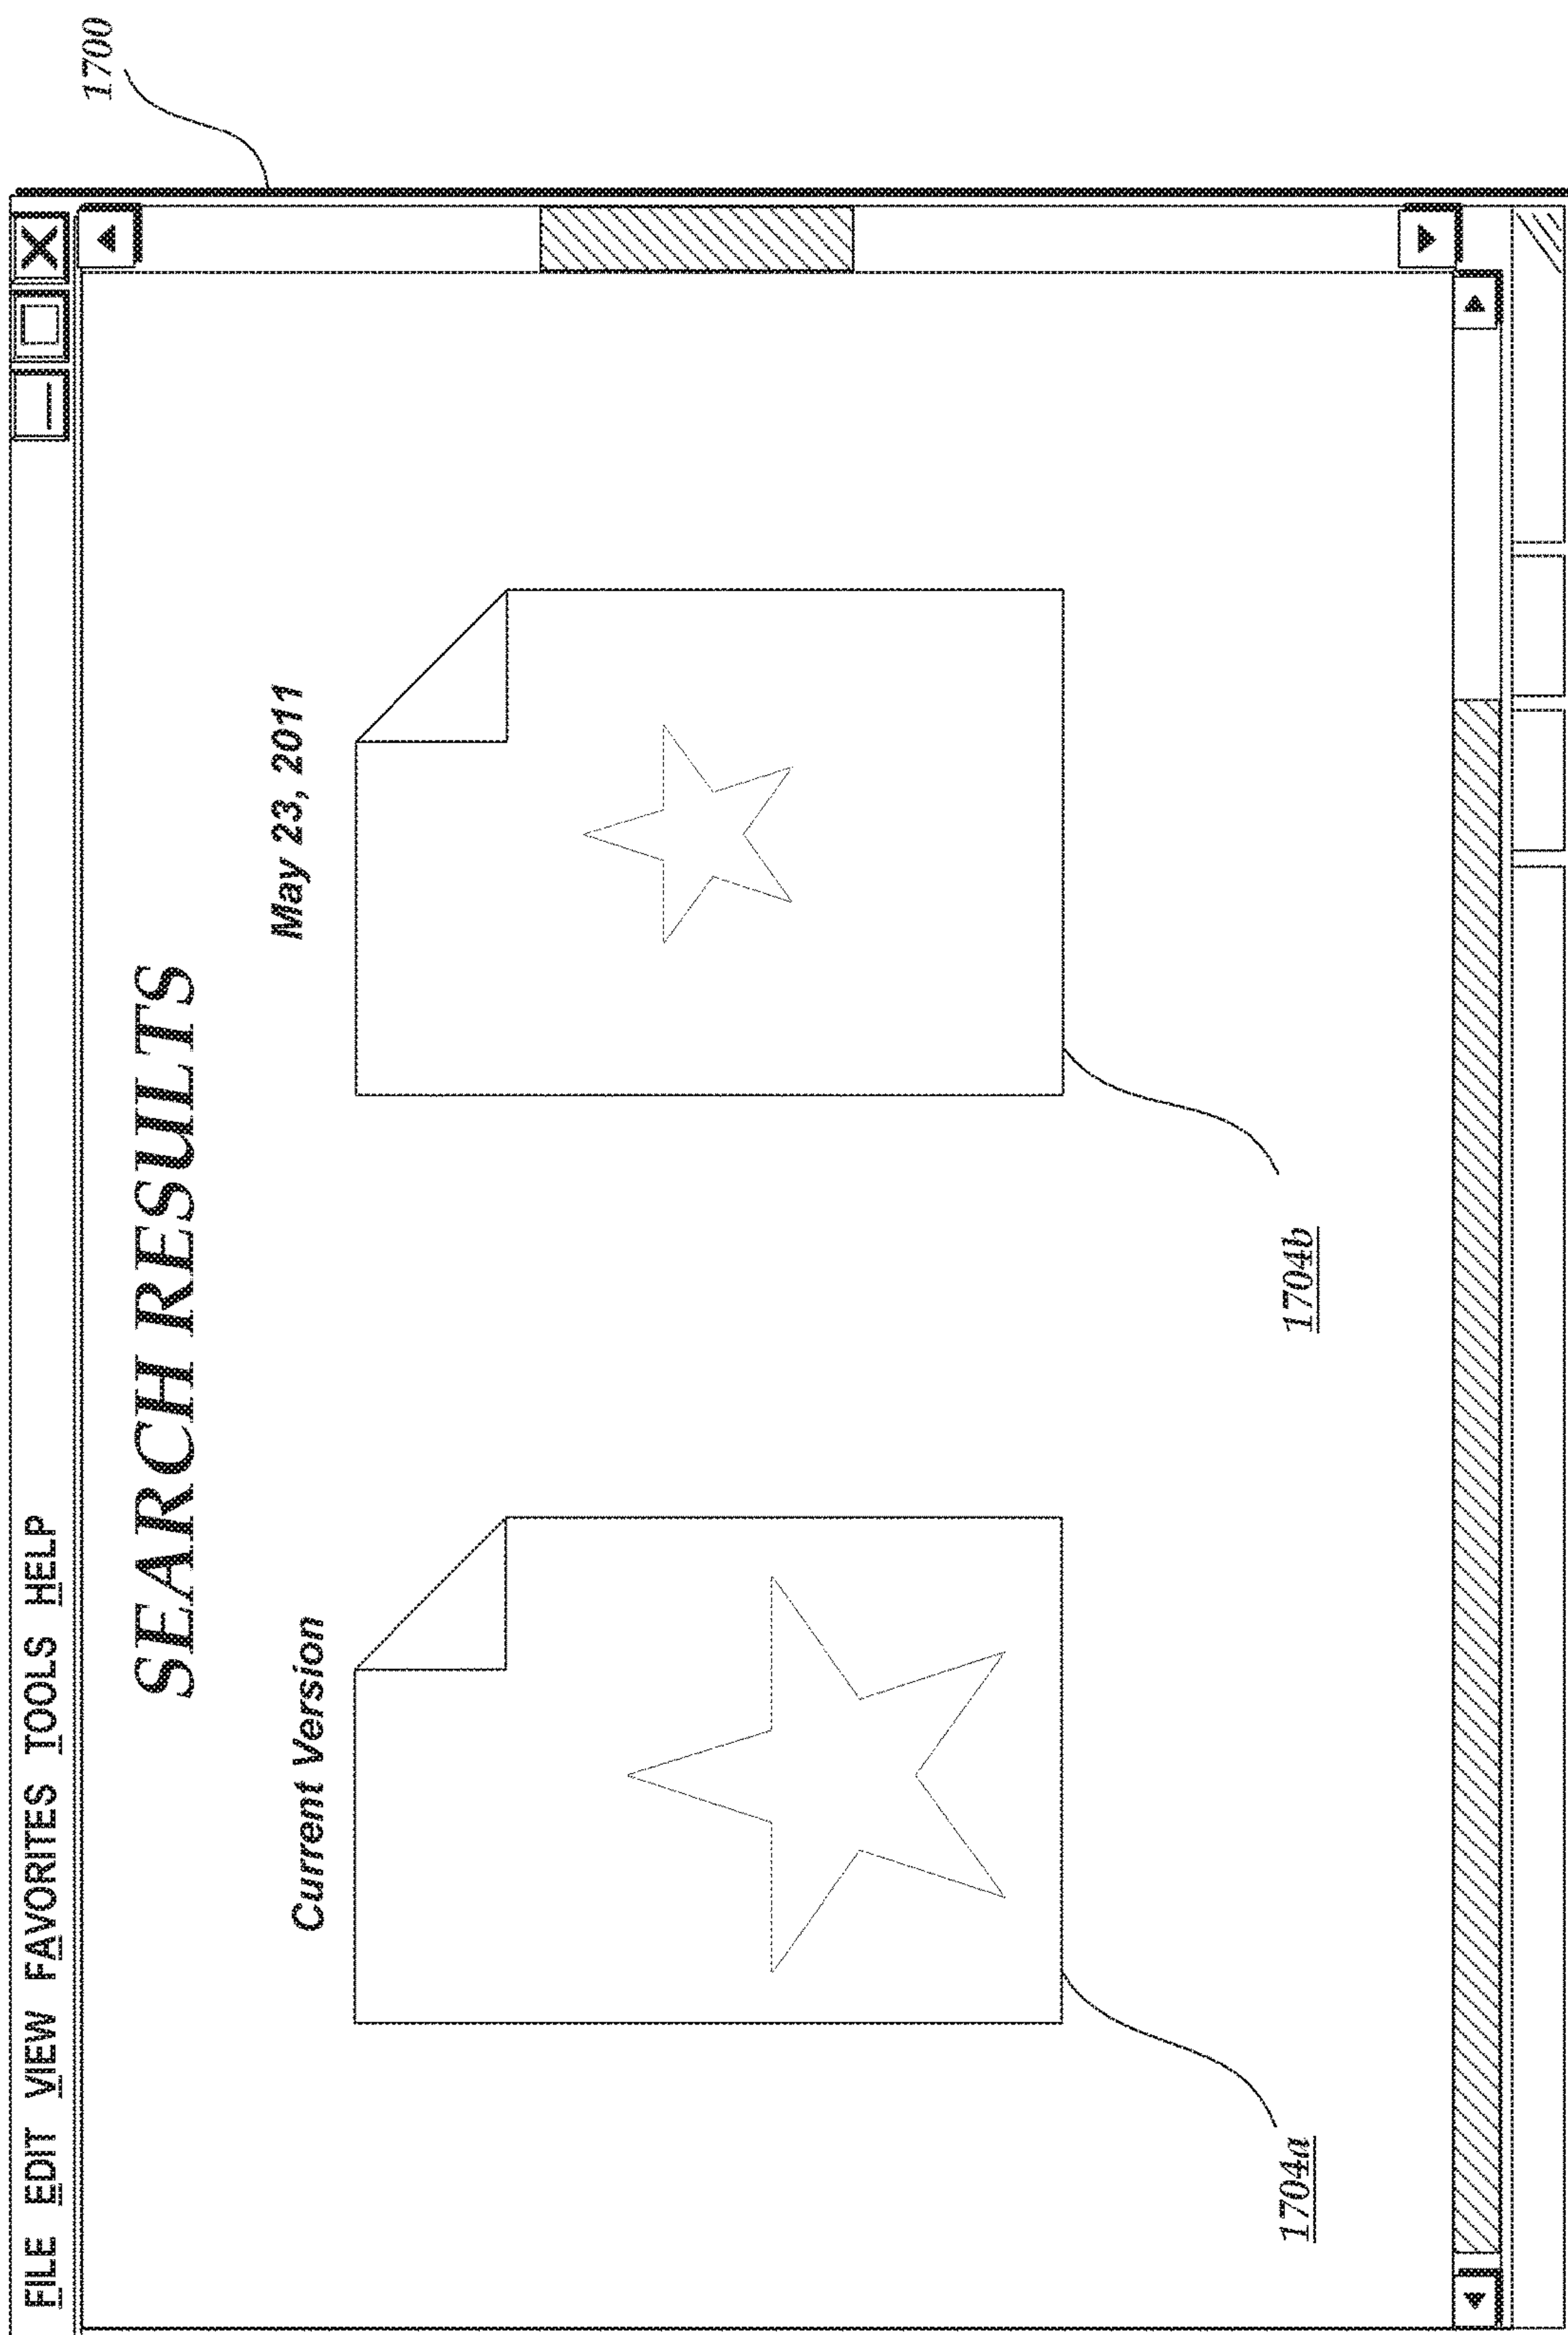 1700
FILE EDIT VIEW FAVORITES TOOLS HELP
SEARCH RESULTS
Current Version
May 23, 2011
1704a
1704b